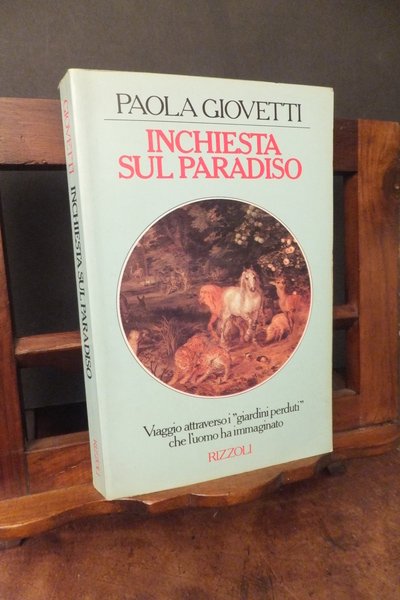 PAOLA GIOVETTI
INCHIESTA
SUL PARADISO
Viaggio attraverso i "giardini perduti"
che l'uomo ha immaginato
RIZZOLI
GIOVETTI INCHIESTA SUL PARADISO